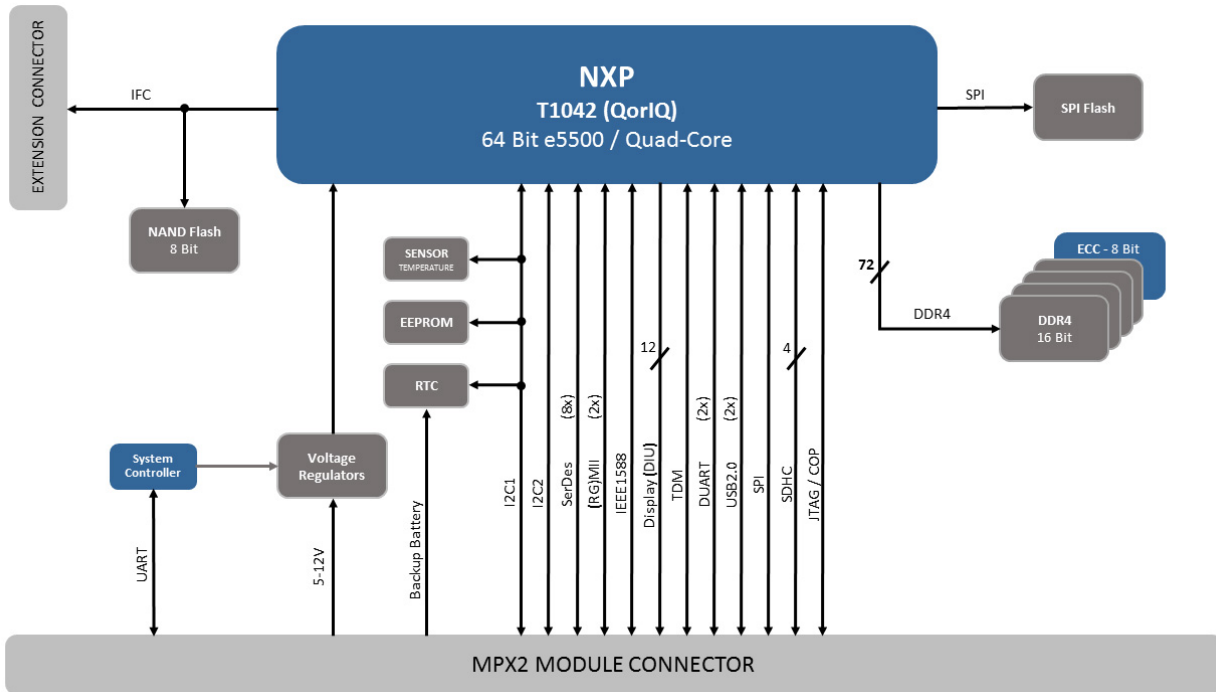 EXTENSION CONNECTOR
IFC
NXP
T1042 (QorIQ)
64 Bit e5500 / Quad-Core
SPI
SPI Flash
NAND Flash
8 Bit
SENSOR
TEMPERATURE
EEPROM
RTC
72
ECC - 8 Bit
DDR4
DDR4
16 Bit
12
4
System
Controller
Voltage
Regulators
UART
5-12V
Backup Battery
I2C1
I2C2
SerDes (8x)
(RG)MII (2x)
IEEE1588
Display (DIU)
TDM
DUART (2x)
USB2.0 (2x)
SPI
SDHC
JTAG / COP
MPX2 MODULE CONNECTOR